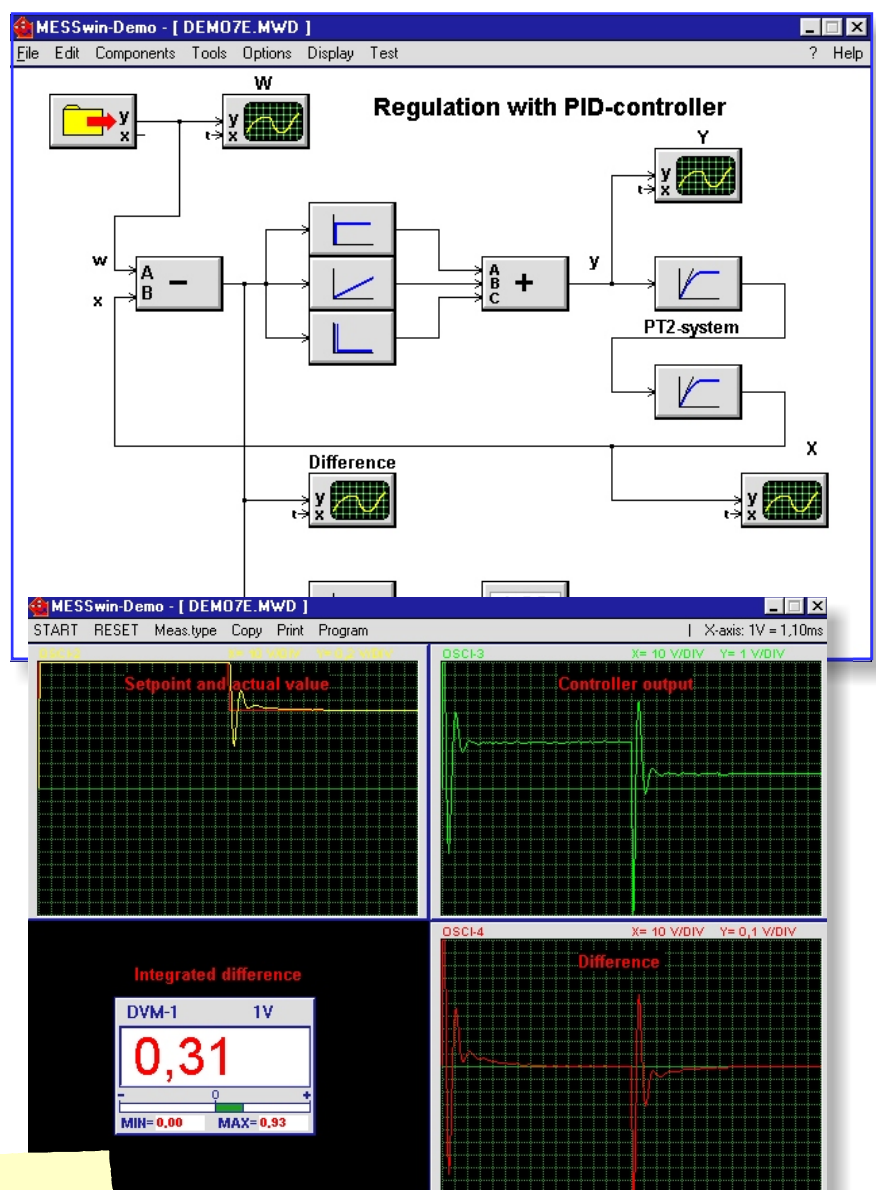 MESSwin-Demo - [ DEMO7E.MWD ]
File Edit Components Tools Options Display Test ? Help
W
Regulation with PID-controller
y
x
y
t x
Y
y
t x
w
A
B
x
-
A
B
C
+
y
PT2-system
X
Difference
y
t x
y
t x
MESSwin-Demo - [ DEMO7E.MWD ]
START RESET Meas.type Copy Print Program | X-axis: 1V = 1,10ms
Setpoint and actual value
OSCI-3 X= 10 V/DIV Y= 1 V/DIV
Controller output
Integrated difference
DVM-1 1V
0,31
- 0 +
MIN= 0,00 MAX= 0,93
OSCI-4 X= 10 V/DIV Y= 0,1 V/DIV
Difference